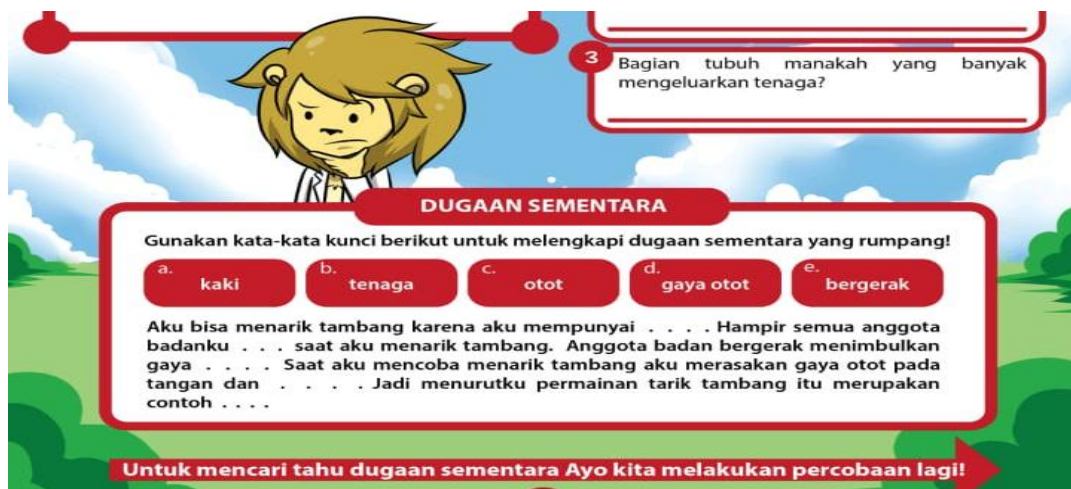 3
Bagian tubuh manakah yang banyak
mengeluarkan tenaga?
DUGAAN SEMENTARA
Gunakan kata-kata kunci berikut untuk melengkapi dugaan sementara yang rumpang!
a. kaki
b. tenaga
c. otot
d. gaya otot
e. bergerak
Aku bisa menarik tambang karena aku mempunyai . . . . Hampir semua anggota
badanku . . . saat aku menarik tambang. Anggota badan bergerak menimbulkan
gaya . . . . Saat aku mencoba menarik tambang aku merasakan gaya otot pada
tangan dan . . . . Jadi menurutku permainan tarik tambang itu merupakan
contoh . . . .
Untuk mencari tahu dugaan sementara Ayo kita melakukan percobaan lagi!